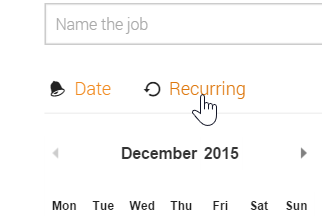 Name the job
Date Recurring
December 2015
Mon Tue Wed Thu Fri Sat Sun